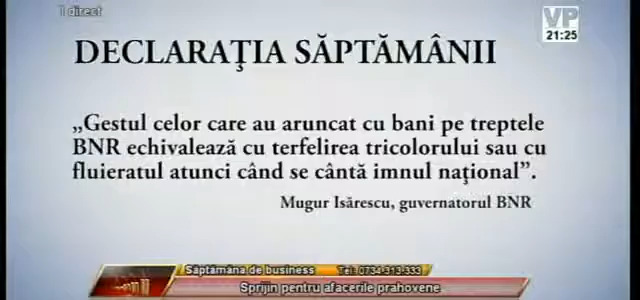 1 direct
VP
21:25
DECLARAŢIA SĂPTĂMÂNII
„Gestul celor care au aruncat cu bani pe treptele
BNR echivalează cu terfelirea tricolorului sau cu
fluieratul atunci când se cântă imnul naţional”.
Mugur Isărescu, guvernatorul BNR
Săptămâna de business Tel: 0734-313-333
Sprijin pentru afacerile prahovene